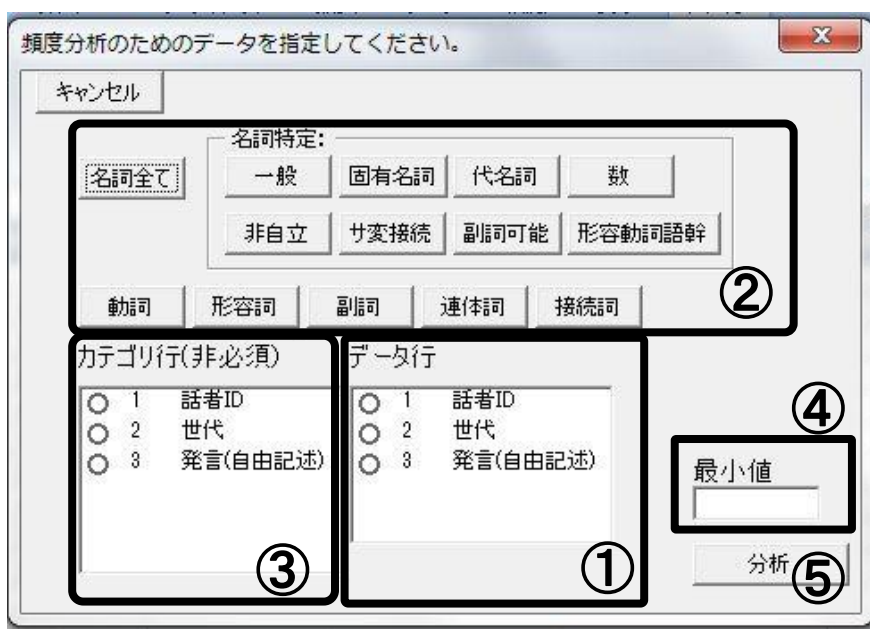 頻度分析のためのデータを指定してください。
キャンセル
名詞特定:
名詞全て 一般 固有名詞 代名詞 数
非自立 サ変接続 副詞可能 形容動詞語幹
②
動詞 形容詞 副詞 連体詞 接続詞
カテゴリ行(非必須) データ行
1 話者ID 1 話者ID
2 世代 2 世代
3 発言(自由記述) 3 発言(自由記述)
④
最小値
③ ①
分析 ⑤